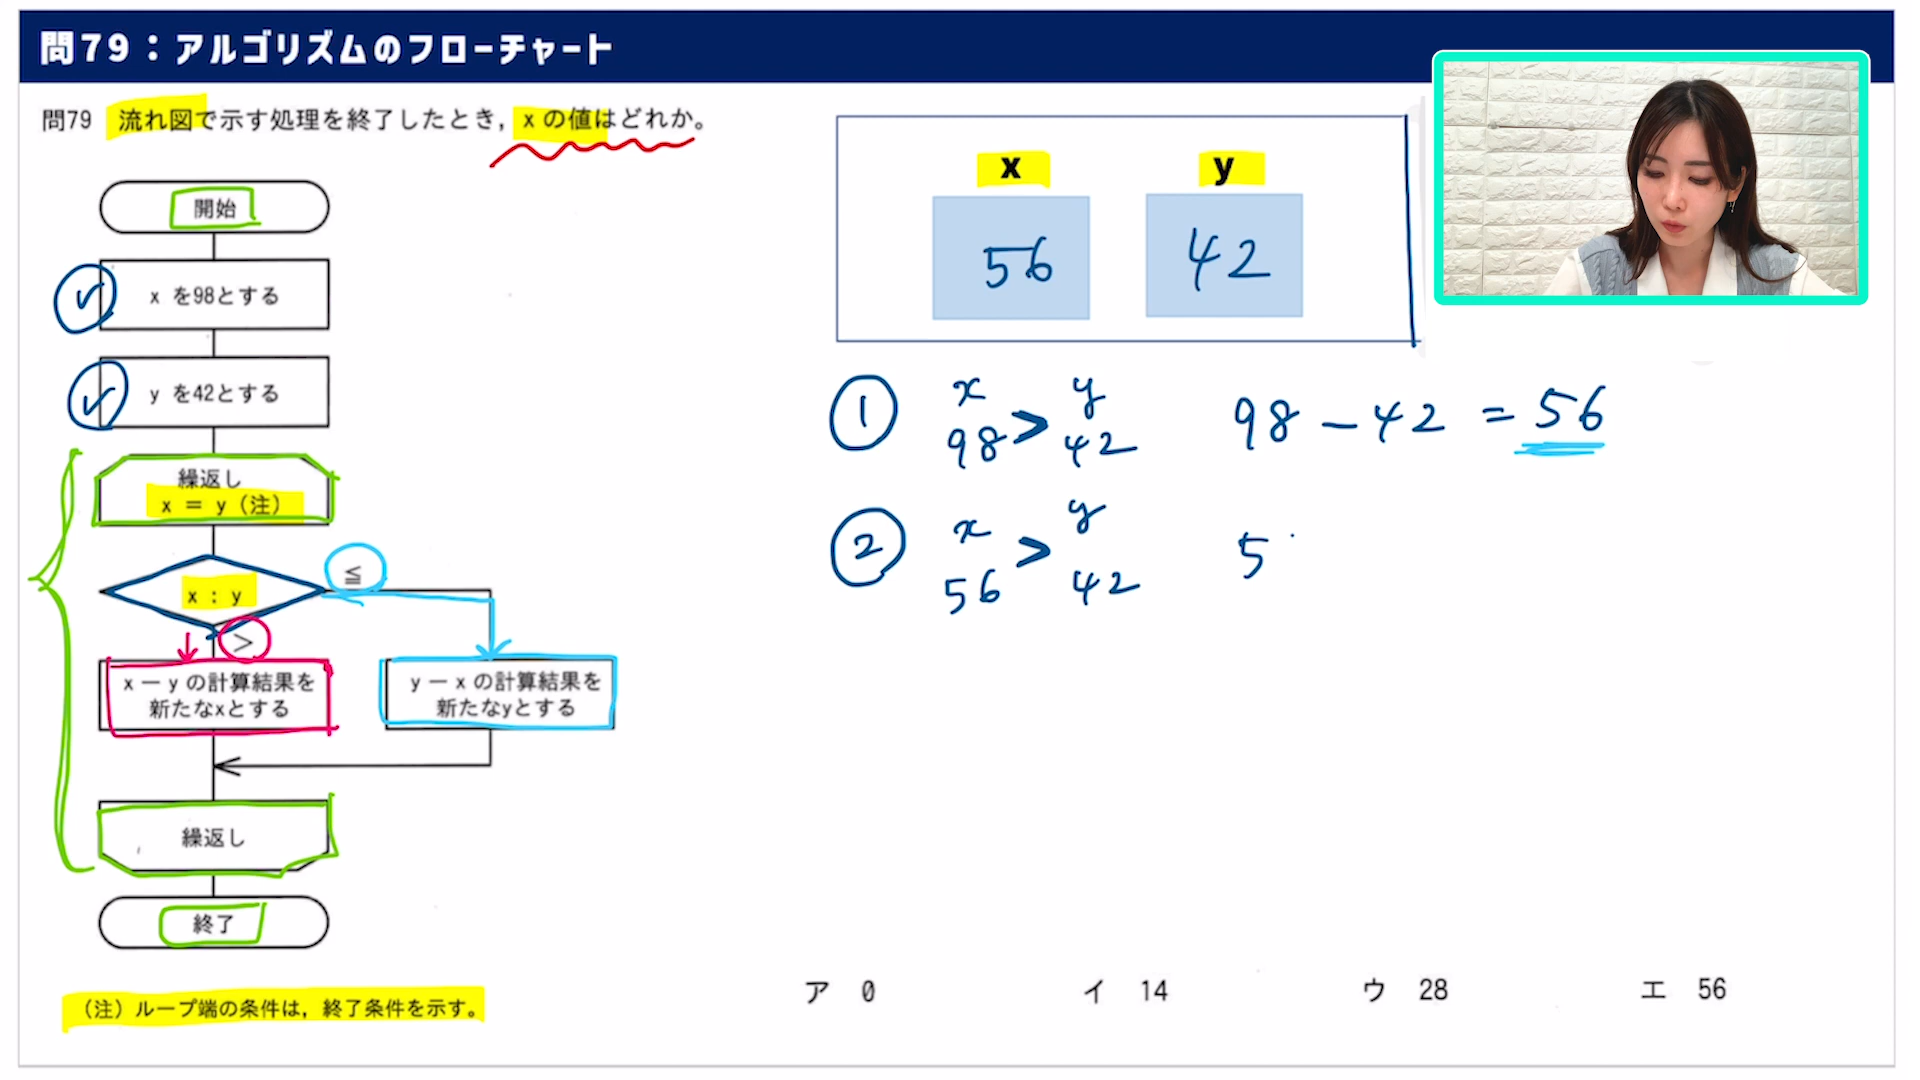 問79：アルゴリズムのフローチャート
問79 流れ図で示す処理を終了したとき，xの値はどれか。
開始
x を98とする
y を42とする
繰返し
x ＝ y（注）
x : y
≦
>
x － y の計算結果を
新たなxとする
y － x の計算結果を
新たなyとする
繰返し
終了
（注）ループ端の条件は，終了条件を示す。
x y
56 42
① x y
98 > 42 98 - 42 = 56
② x y
56 > 42 5
ア 0 イ 14 ウ 28 エ 56